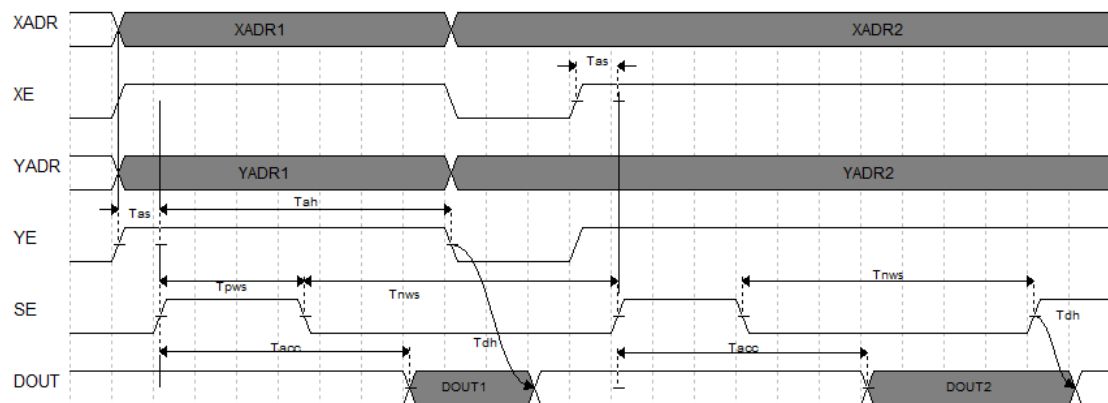 XADR XADR1 XADR2
Tas
XE
YADR YADR1 YADR2
Tas Tah
YE
Tpws Tnws Tnws
SE
Tdh Tdh
Tacc Tacc
DOUT DOUT1 DOUT2